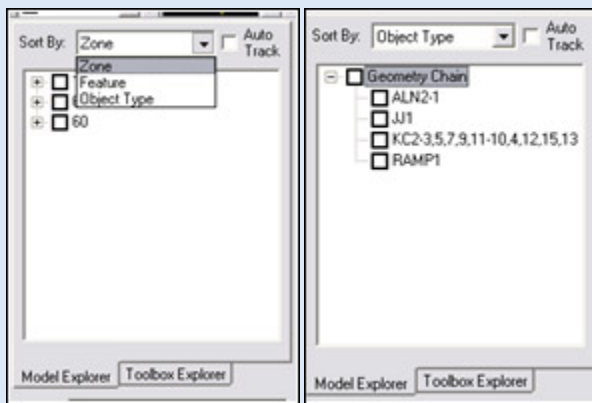 Sort By: Zone Auto Track
Zone
Feature
Object Type
60
Model Explorer Toolbox Explorer
Sort By: Object Type Auto Track
Geometry Chain
ALN2-1
JJ1
KC2-3,5,7,9,11-10,4,12,15,13
RAMP1
Model Explorer Toolbox Explorer